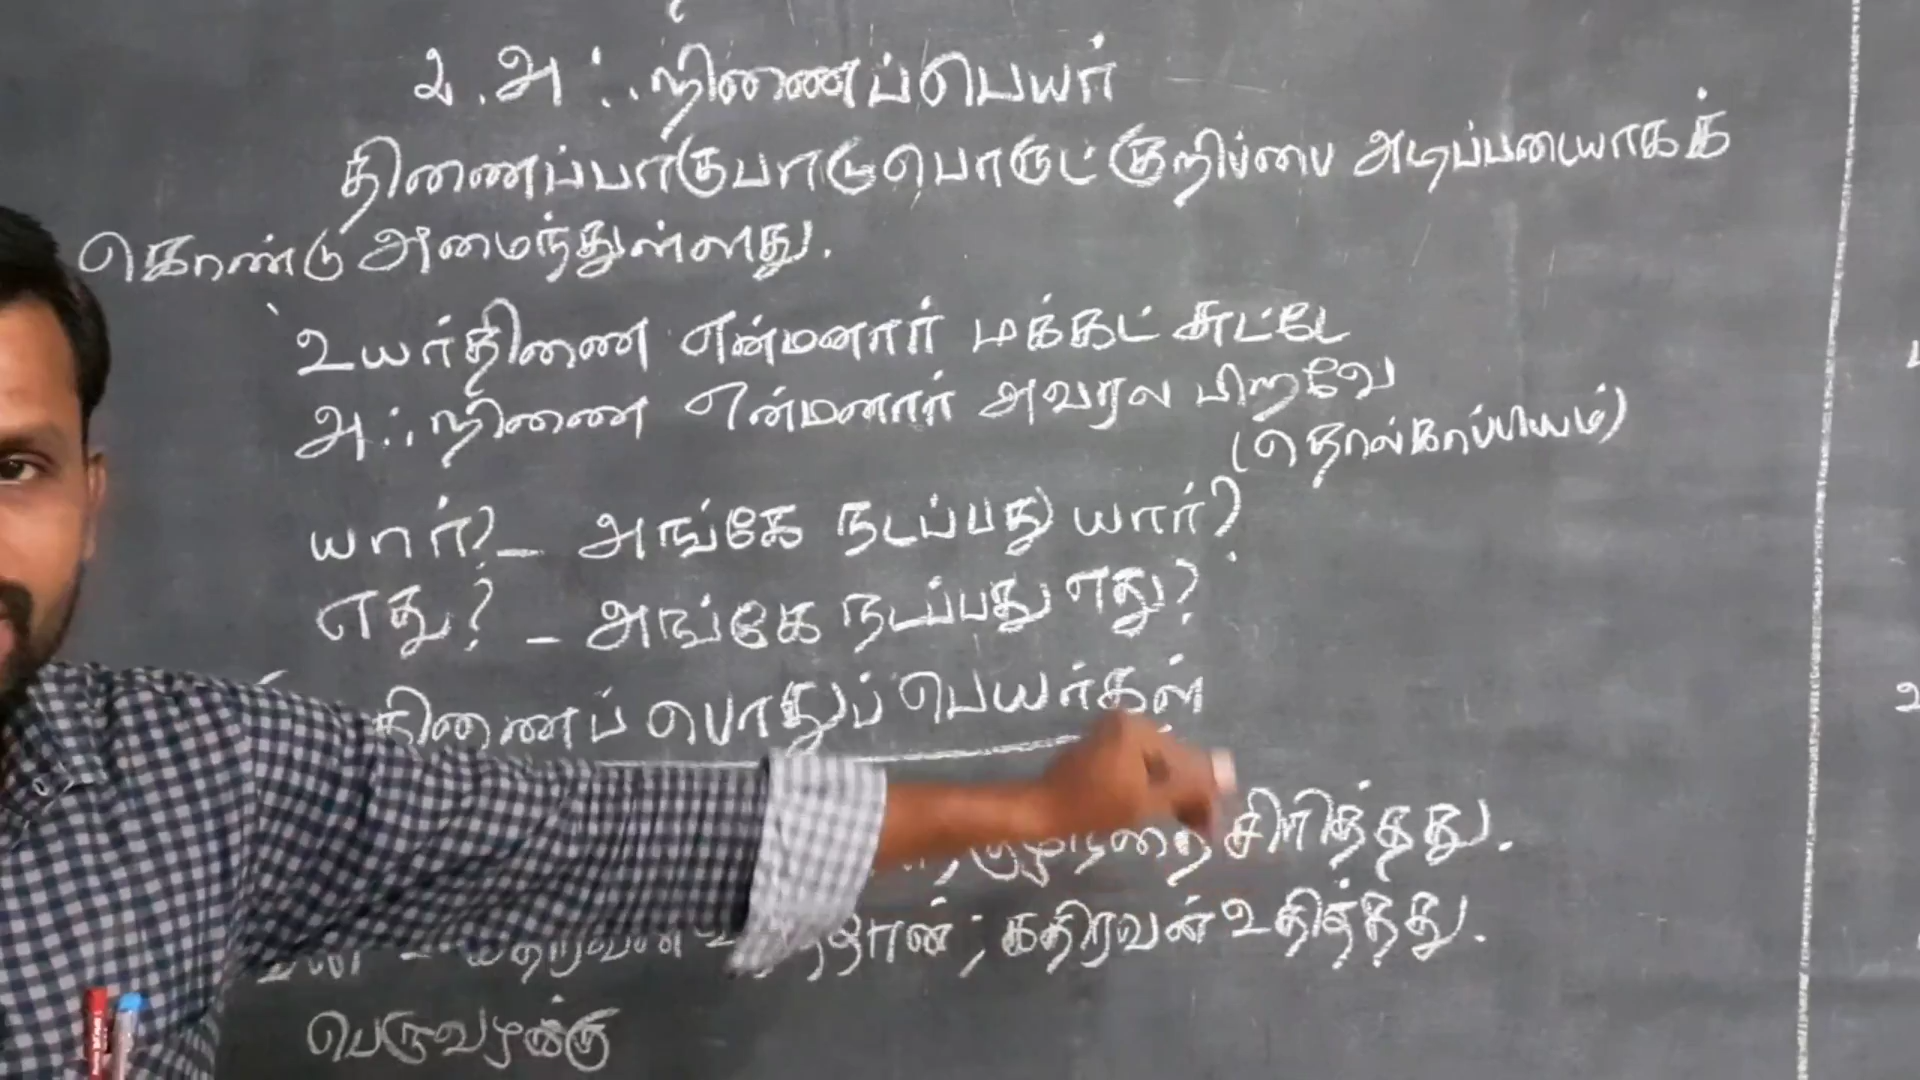 2. அஃறிணைப்பெயர்
திணைப்பாகுபாடு பொருட்குறிப்பை அடிப்படையாகக்
கொண்டு அமைந்துள்ளது.
உயர்திணை என்மனார் மக்கட் சுட்டே
அஃறிணை என்மனார் அவரல பிறவே
(தொல்காப்பியம்)
யார்? - அங்கே நடப்பது யார்?
எது? - அங்கே நடப்பது எது?
திணைப் பொதுப் பெயர்கள்
சிரித்தது.
கதிரவன் உதித்தது.
பெருவழக்கு